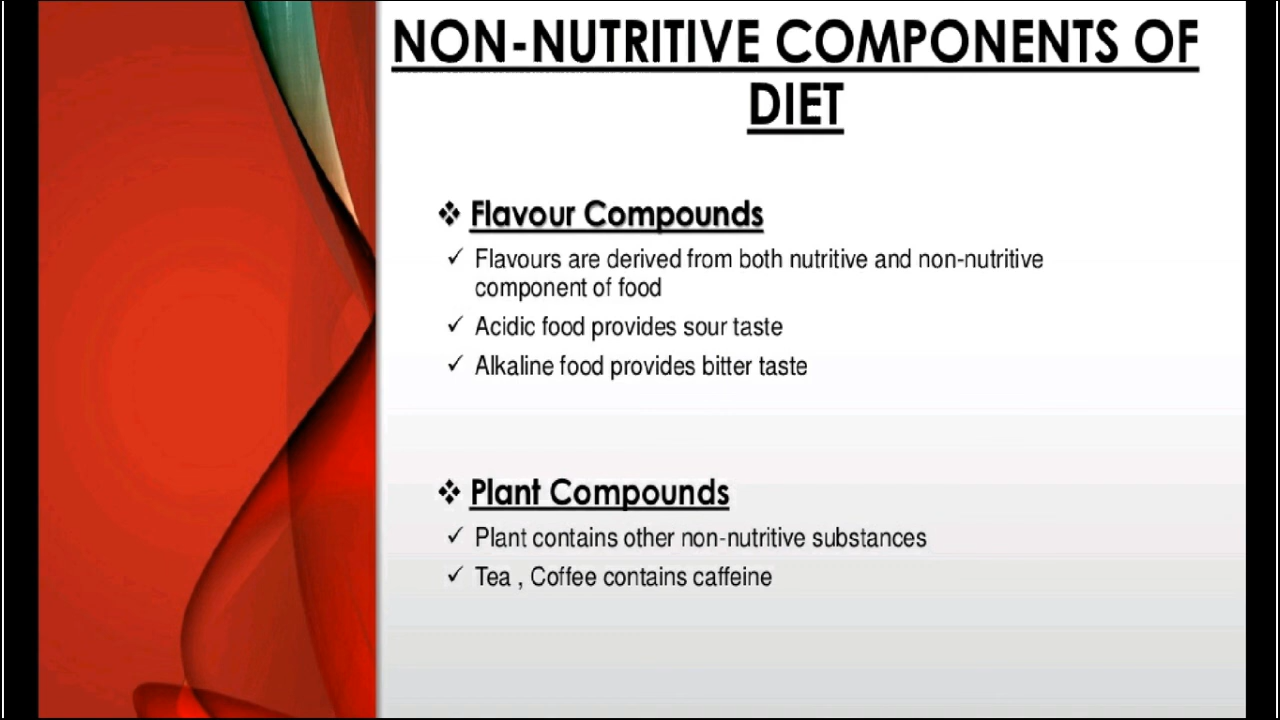 NON-NUTRITIVE COMPONENTS OF
DIET
❖ Flavour Compounds
✓ Flavours are derived from both nutritive and non-nutritive
component of food
✓ Acidic food provides sour taste
✓ Alkaline food provides bitter taste
❖ Plant Compounds
✓ Plant contains other non-nutritive substances
✓ Tea , Coffee contains caffeine